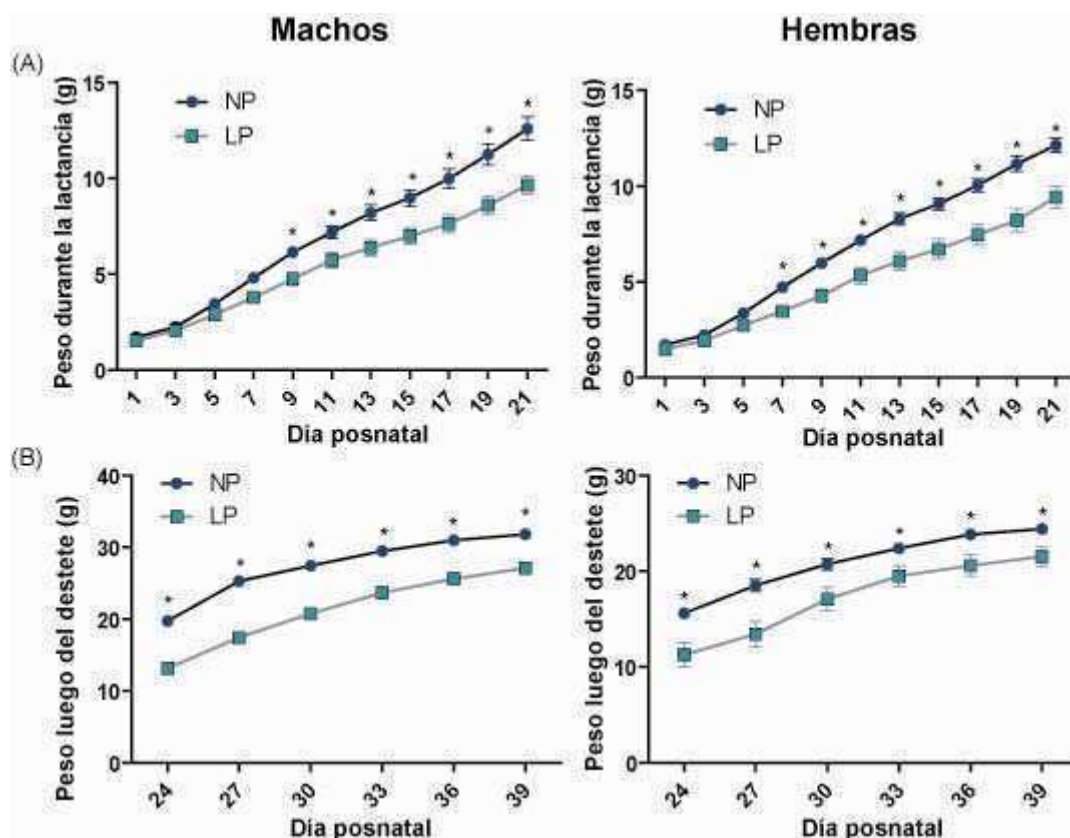 Machos
Hembras
(A)
Peso durante la lactancia (g)
15
10
5
0
NP
LP
* * * * * * *
1 3 5 7 9 11 13 15 17 19 21
Dia posnatal
Peso durante la lactancia (g)
15
10
5
0
NP
LP
* * * * * * * *
1 3 5 7 9 11 13 15 17 19 21
Dia posnatal
(B)
Peso luego del destete (g)
40
30
20
10
0
NP
LP
* * * * * *
24 27 30 33 36 39
Dia posnatal
Peso luego del destete (g)
30
20
10
0
NP
LP
* * * * * *
24 27 30 33 36 39
Dia posnatal